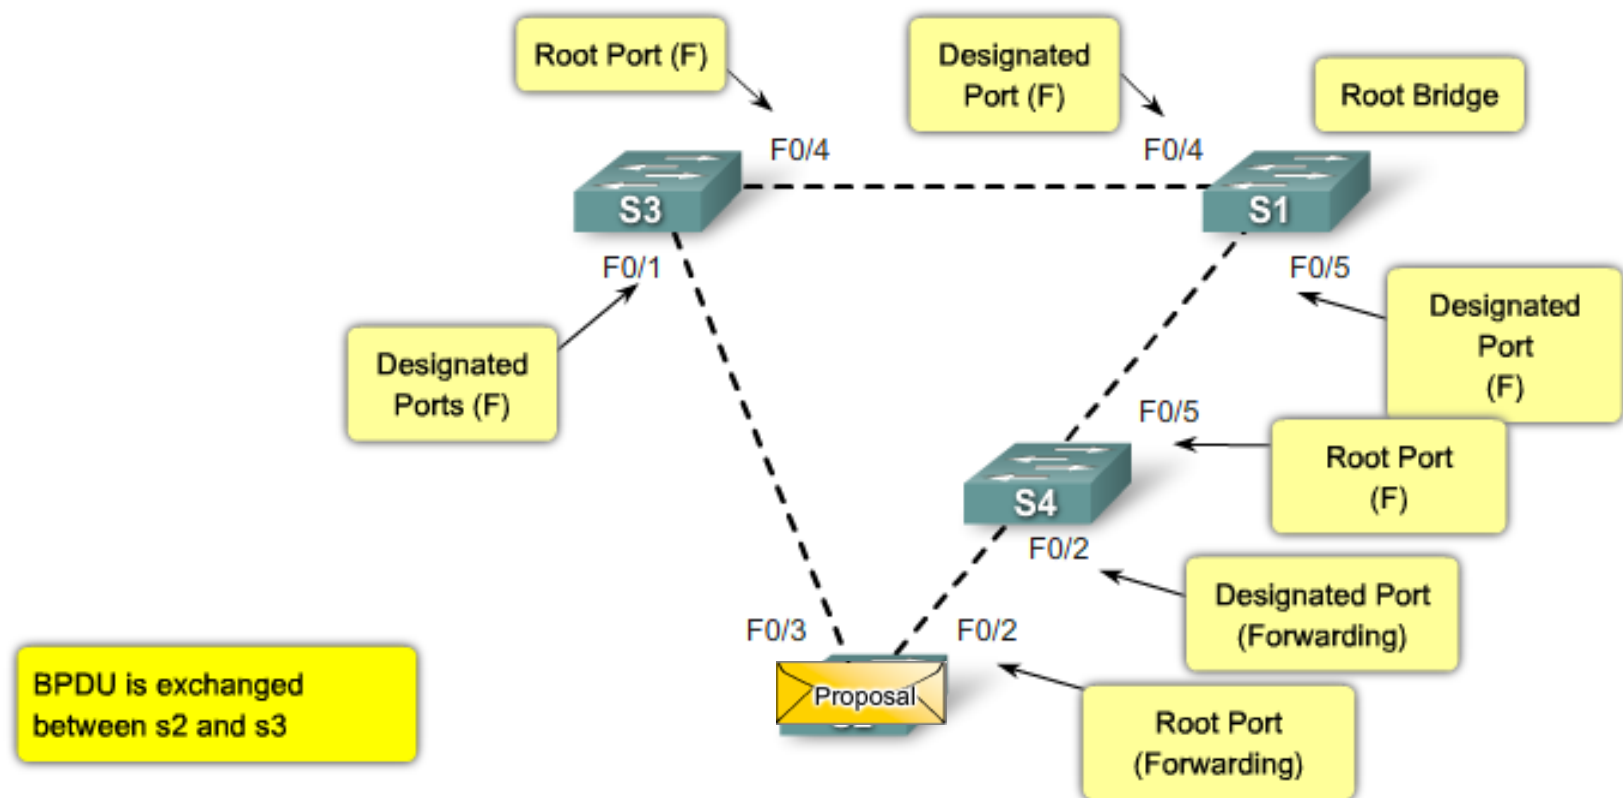 Root Port (F)
Designated
Port (F)
Root Bridge
F0/4
F0/4
S3
S1
F0/1
F0/5
Designated
Ports (F)
Designated
Port
(F)
F0/5
Root Port
(F)
S4
F0/2
Designated Port
(Forwarding)
F0/3
F0/2
Proposal
BPDU is exchanged
between s2 and s3
Root Port
(Forwarding)